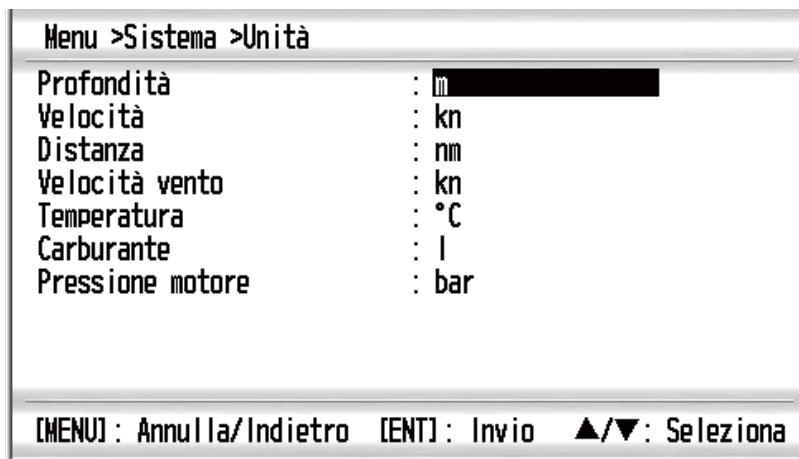 Menu >Sistema >Unità
Profondità : m
Velocità : kn
Distanza : nm
Velocità vento : kn
Temperatura : °C
Carburante : l
Pressione motore : bar
[MENU] : Annulla/Indietro [ENT] : Invio ▲/▼: Seleziona